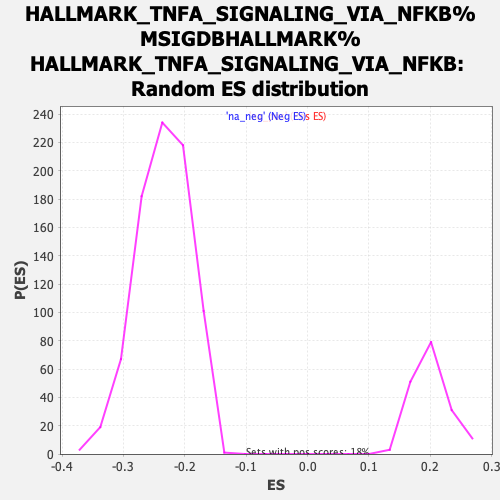 HALLMARK_TNFA_SIGNALING_VIA_NFKB%
MSIGDBHALLMARK%
HALLMARK_TNFA_SIGNALING_VIA_NFKB:
Random ES distribution
'na_neg' (Neg ES)s ES)
240
220
200
180
160
140
120
100
80
60
40
20
0
P(ES)
Sets with pos scores: 18%
-0.4 -0.3 -0.2 -0.1 0.0 0.1 0.2 0.3
ES